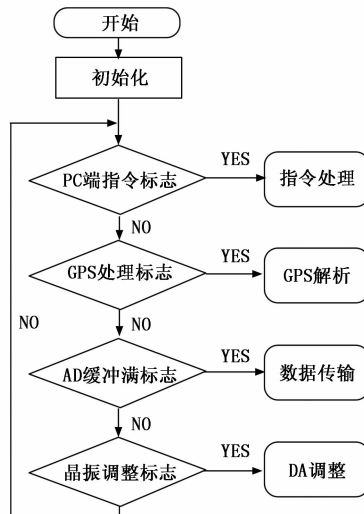 开始
初始化
PC端指令标志
YES
指令处理
NO
GPS处理标志
YES
GPS解析
NO
NO
AD缓冲满标志
YES
数据传输
NO
晶振调整标志
YES
DA调整